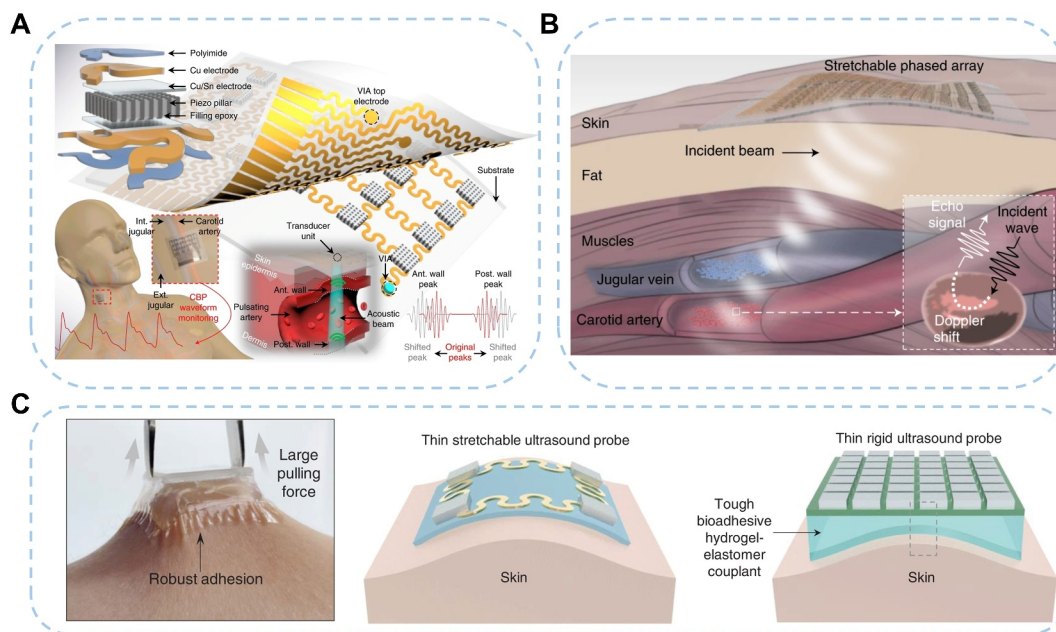 A
Polyimide
Cu electrode
Cu/Sn electrode
Piezo pillar
Filling epoxy
VIA top
electrode
Substrate
Int.
jugular
Carotid
artery
Ext.
jugular
CBP
waveform
monitoring
Transducer
unit
Skin
epidermis
Ant. wall
Pulsating
artery
Acoustic
beam
Post. wall
Dermis
VIA
Ant. wall
peak
Post. wall
peak
Shifted
peak
Original
peaks
Shifted
peak
B
Stretchable phased array
Skin
Incident beam
Fat
Echo
signal
Incident
wave
Muscles
Jugular vein
Carotid artery
Doppler
shift
C
Large
pulling
force
Robust adhesion
Thin stretchable ultrasound probe
Skin
Thin rigid ultrasound probe
Tough
bioadhesive
hydrogel-
elastomer
couplant
Skin